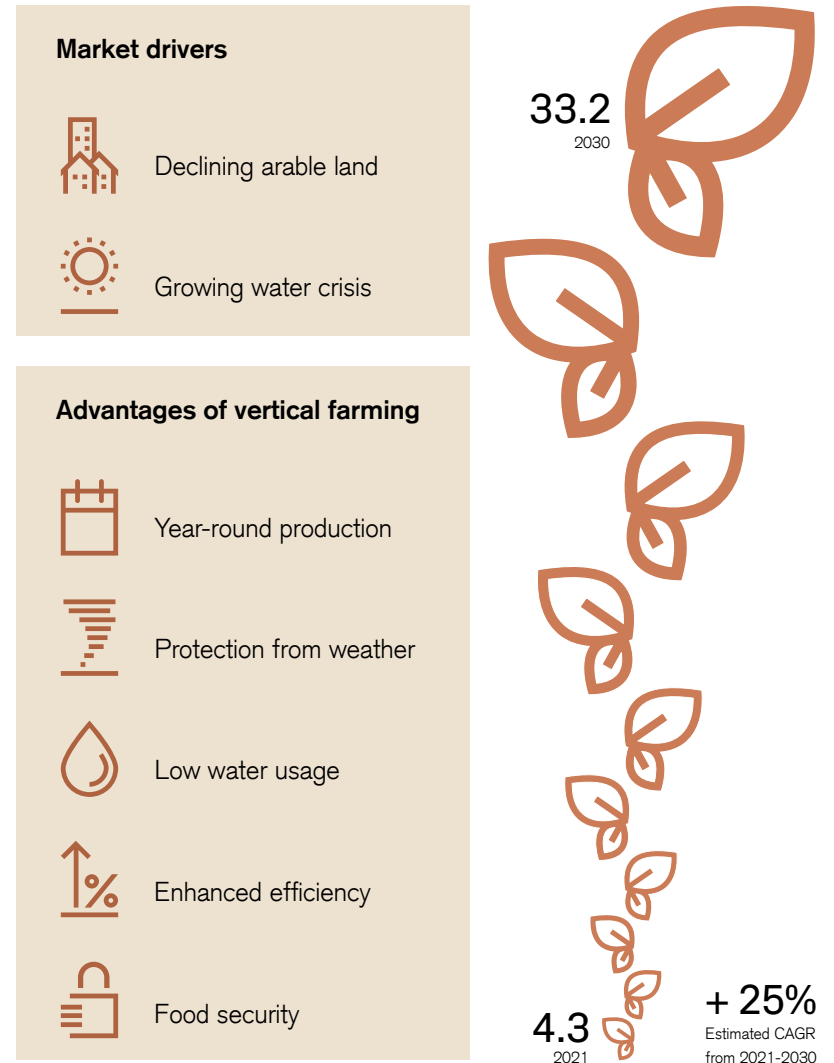 Market drivers
Declining arable land
Growing water crisis
Advantages of vertical farming
Year-round production
Protection from weather
Low water usage
Enhanced efficiency
Food security
33.2
2030
4.3
2021
+ 25%
Estimated CAGR
from 2021-2030